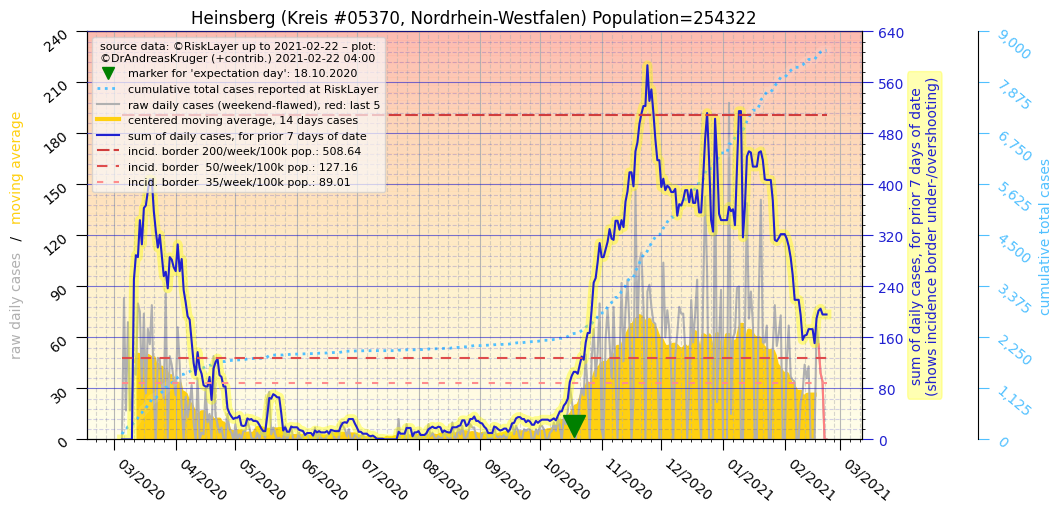 Heinsberg (Kreis #05370, Nordrhein-Westfalen) Population=254322
source data: ©RiskLayer up to 2021-02-22 – plot:
©DrAndreasKruger (+contrib.) 2021-02-22 04:00
marker for 'expectation day': 18.10.2020
cumulative total cases reported at RiskLayer
raw daily cases (weekend-flawed), red: last 5
centered moving average, 14 days cases
sum of daily cases, for prior 7 days of date
incid. border 200/week/100k pop.: 508.64
incid. border  50/week/100k pop.: 127.16
incid. border  35/week/100k pop.: 89.01
raw daily cases / moving average
240
210
180
150
120
90
60
30
0
03/2020
04/2020
05/2020
06/2020
07/2020
08/2020
09/2020
10/2020
11/2020
12/2020
01/2021
02/2021
03/2021
640
560
480
400
320
240
160
80
0
sum of daily cases, for prior 7 days of date
(shows incidence border under-/overshooting)
9,000
7,875
6,750
5,625
4,500
3,375
2,250
1,125
0
cumulative total cases